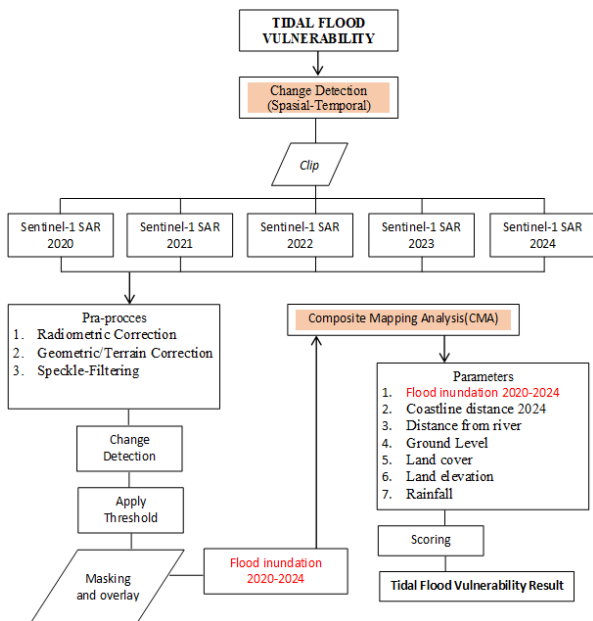 TIDAL FLOOD
VULNERABILITY
Change Detection
(Spasial-Temporal)
Clip
Sentinel-1 SAR
2020
Sentinel-1 SAR
2021
Sentinel-1 SAR
2022
Sentinel-1 SAR
2023
Sentinel-1 SAR
2024
Pra-procces
1. Radiometric Correction
2. Geometric/Terrain Correction
3. Speckle-Filtering
Change
Detection
Apply
Threshold
Masking
and overlay
Flood inundation
2020-2024
Composite Mapping Analysis(CMA)
Parameters
1. Flood inundation 2020-2024
2. Coastline distance 2024
3. Distance from river
4. Ground Level
5. Land cover
6. Land elevation
7. Rainfall
Scoring
Tidal Flood Vulnerability Result